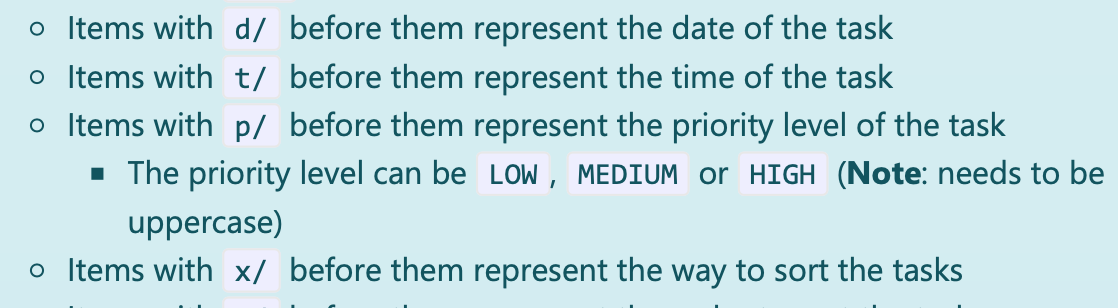 Items with d/ before them represent the date of the task
Items with t/ before them represent the time of the task
Items with p/ before them represent the priority level of the task
The priority level can be LOW, MEDIUM or HIGH (Note: needs to be
uppercase)
Items with x/ before them represent the way to sort the tasks